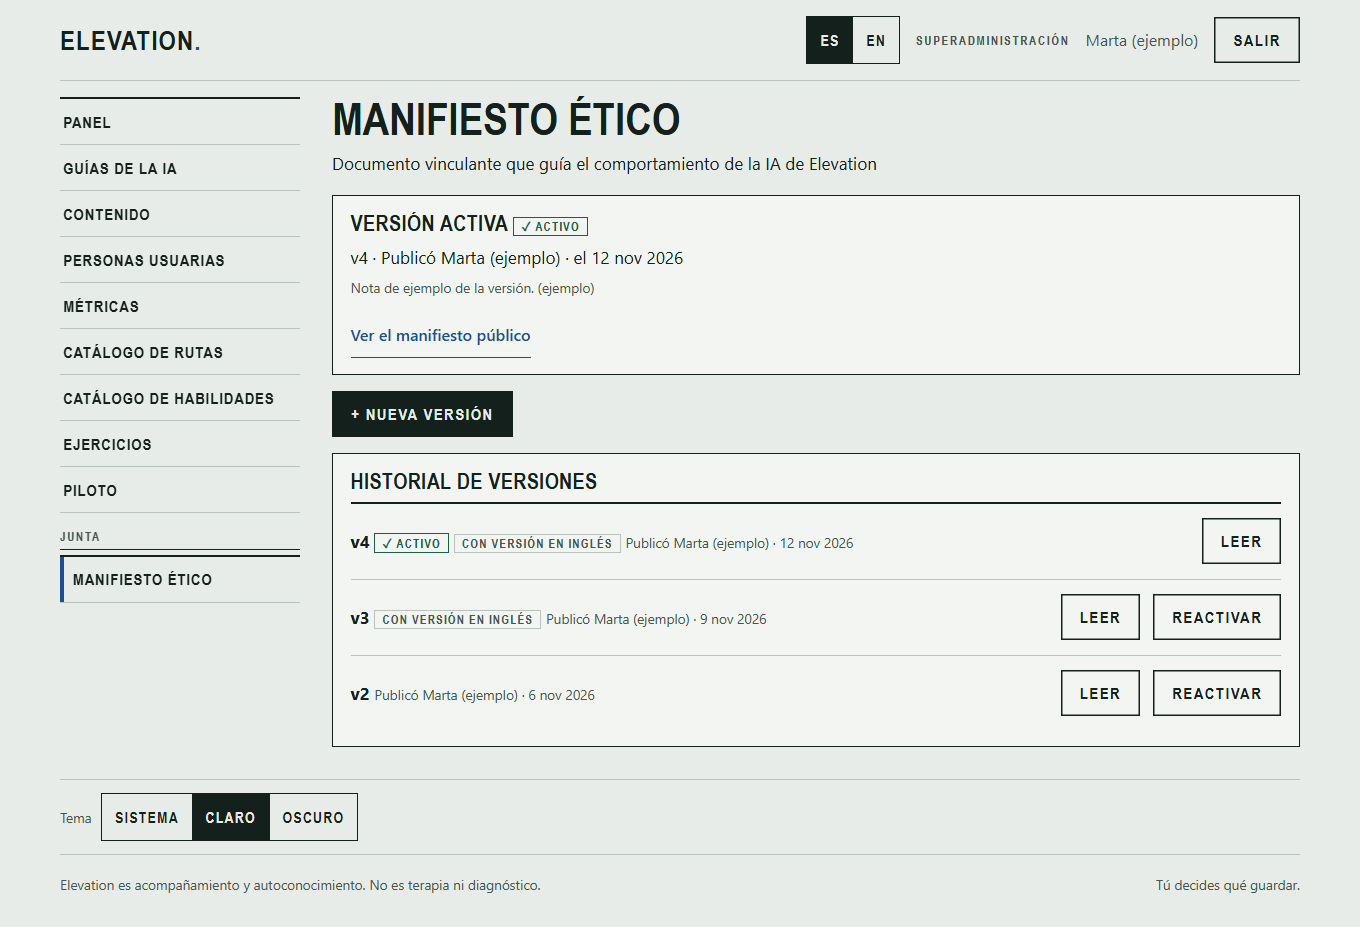 ELEVATION.
ES EN SUPERADMINISTRACIÓN Marta (ejemplo) SALIR
PANEL
GUÍAS DE LA IA
CONTENIDO
PERSONAS USUARIAS
MÉTRICAS
CATÁLOGO DE RUTAS
CATÁLOGO DE HABILIDADES
EJERCICIOS
PILOTO
JUNTA
MANIFIESTO ÉTICO
MANIFIESTO ÉTICO
Documento vinculante que guía el comportamiento de la IA de Elevation
VERSIÓN ACTIVA ✓ ACTIVO
v4 · Publicó Marta (ejemplo) · el 12 nov 2026
Nota de ejemplo de la versión. (ejemplo)
Ver el manifiesto público
+ NUEVA VERSIÓN
HISTORIAL DE VERSIONES
v4 ✓ ACTIVO CON VERSIÓN EN INGLÉS Publicó Marta (ejemplo) · 12 nov 2026 LEER
v3 CON VERSIÓN EN INGLÉS Publicó Marta (ejemplo) · 9 nov 2026 LEER REACTIVAR
v2 Publicó Marta (ejemplo) · 6 nov 2026 LEER REACTIVAR
Tema SISTEMA CLARO OSCURO
Elevation es acompañamiento y autoconocimiento. No es terapia ni diagnóstico.
Tú decides qué guardar.